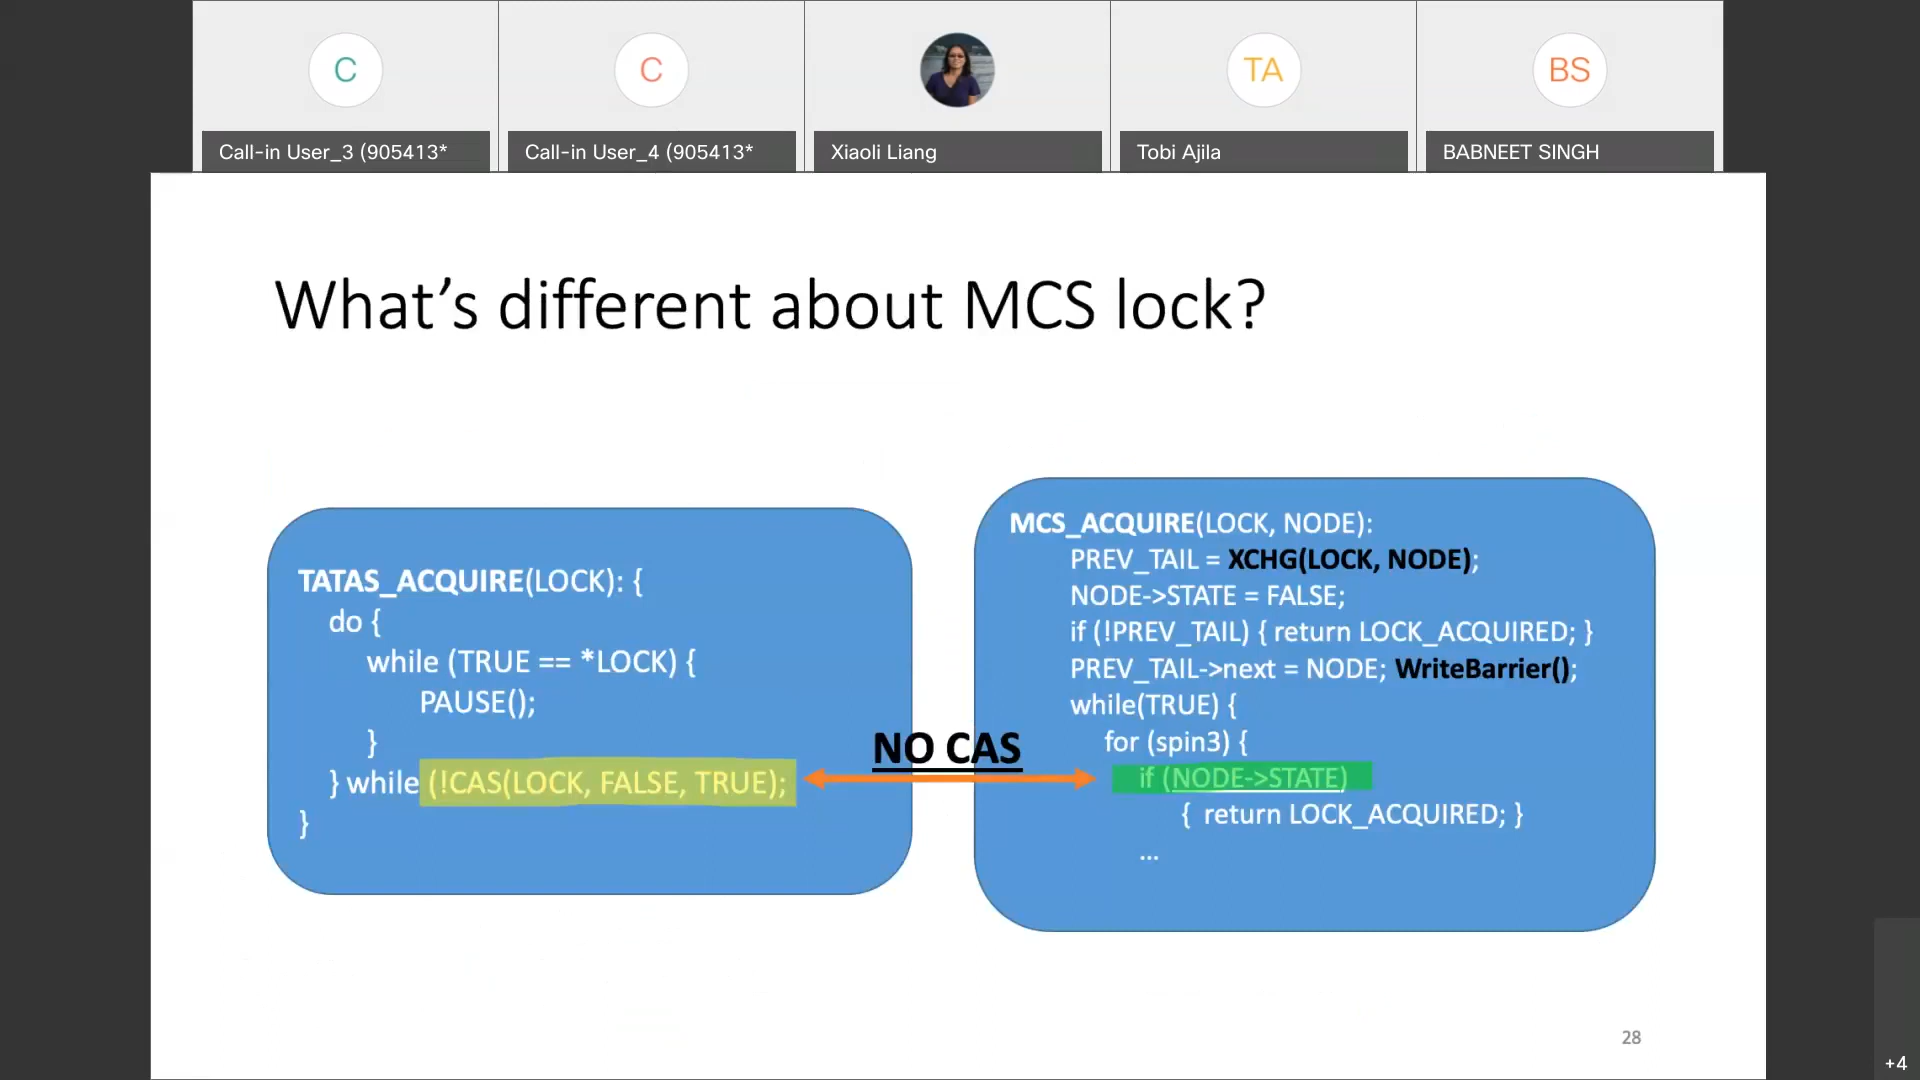 C
C
TA
BS
Call-in User_3 (905413*
Call-in User_4 (905413*
Xiaoli Liang
Tobi Ajila
BABNEET SINGH
What's different about MCS lock?
TATAS_ACQUIRE(LOCK): {
do {
while (TRUE == *LOCK) {
PAUSE();
}
} while (!CAS(LOCK, FALSE, TRUE);
}
NO CAS
MCS_ACQUIRE(LOCK, NODE):
PREV_TAIL = XCHG(LOCK, NODE);
NODE->STATE = FALSE;
if (!PREV_TAIL) { return LOCK_ACQUIRED; }
PREV_TAIL->next = NODE; WriteBarrier();
while(TRUE) {
for (spin3) {
if (NODE->STATE)
{ return LOCK_ACQUIRED; }
...
28
+4